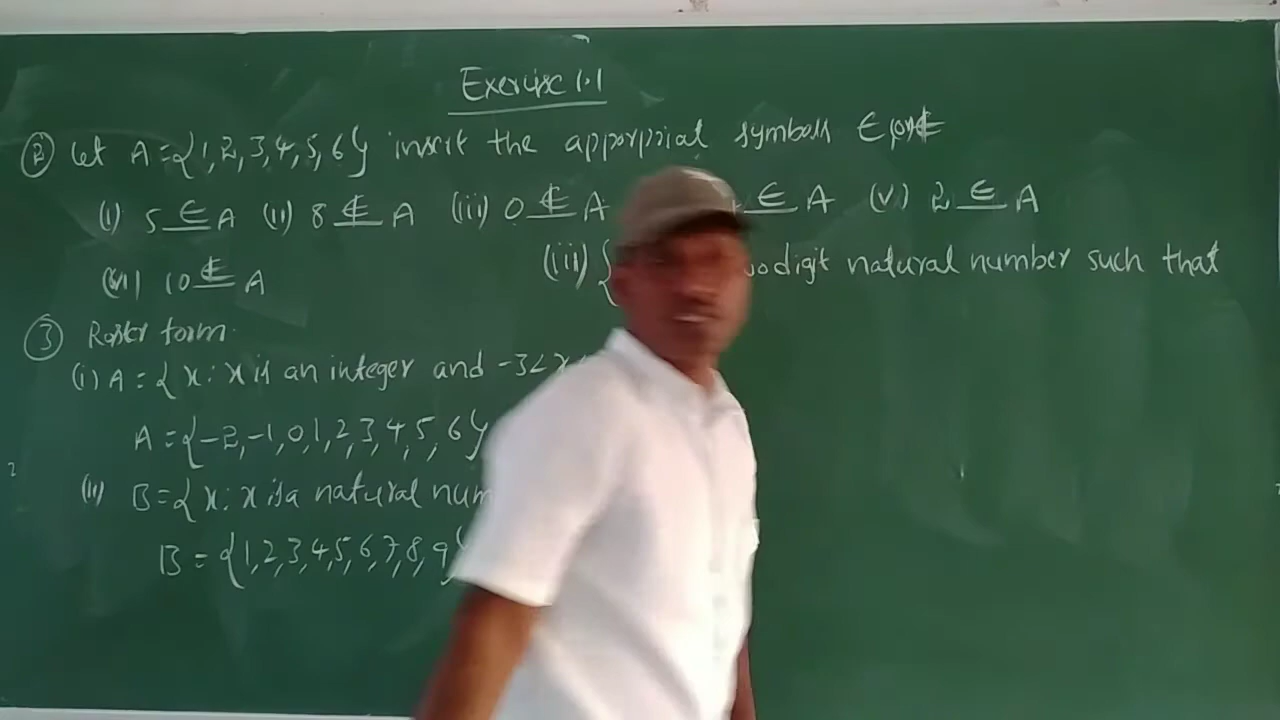 Exercise 1.1
② Let A = {1, 2, 3, 4, 5, 6} insert the apporpriat symbols ∈ or ∉
(i) 5 ∈ A (ii) 8 ∉ A (iii) 0 ∉ A ∈ A (v) 2 ∈ A
(vi) 10 ∉ A
(iii) { digit natural number such that
③ Roster form
(i) A = { x : x is an integer and -3 < x
A = {-2, -1, 0, 1, 2, 3, 4, 5, 6}
(ii) B = { x : x is a natural
B = {1, 2, 3, 4, 5, 6, 7, 8, 9}